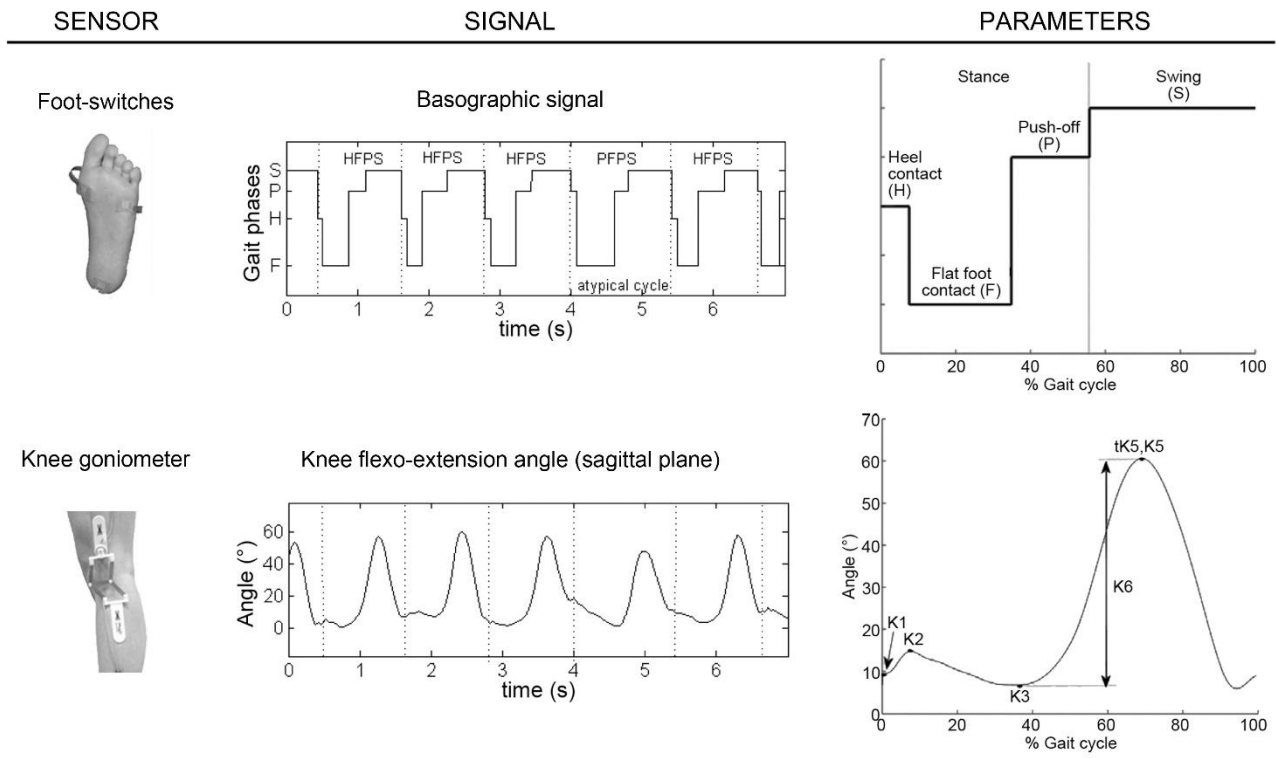 SENSOR
SIGNAL
PARAMETERS
Foot-switches
Basographic signal
Gait phases
S
P
H
F
HFPS
HFPS
HFPS
PFPS
HFPS
atypical cycle
0
1
2
3
4
5
6
time (s)
Stance
Swing
(S)
Push-off
(P)
Heel
contact
(H)
Flat foot
contact (F)
0
20
40
60
80
100
% Gait cycle
Knee goniometer
Knee flexo-extension angle (sagittal plane)
Angle (°)
60
40
20
0
0
1
2
3
4
5
6
time (s)
Angle (°)
70
60
50
40
30
20
10
0
tK5,K5
K6
K1
K2
K3
0
20
40
60
80
100
% Gait cycle